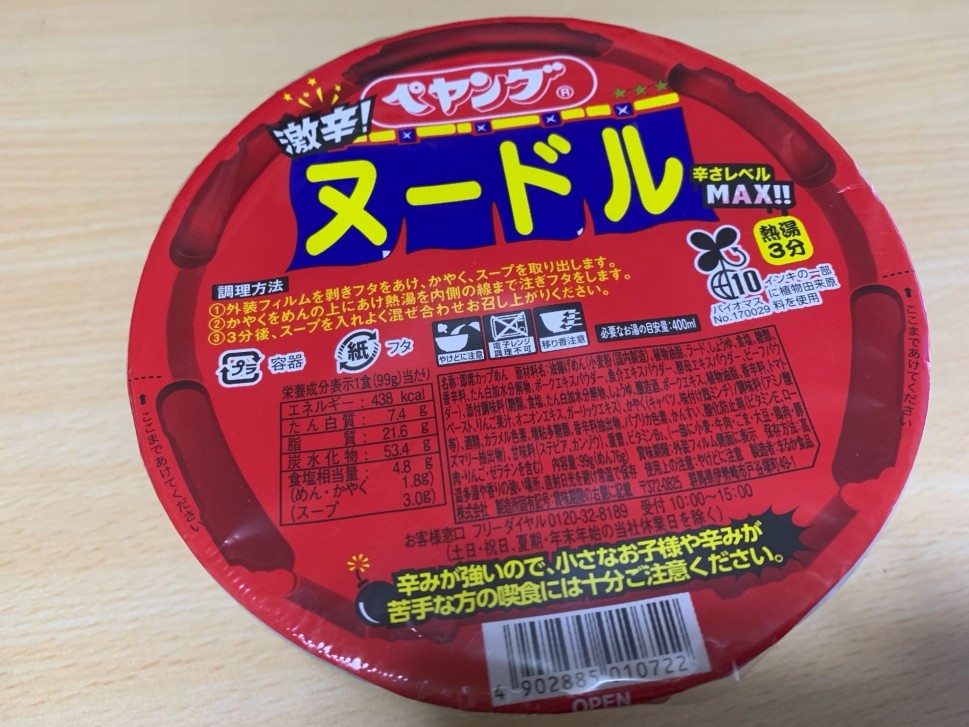 ペヤング®
激辛!
ヌードル
辛さレベル
MAX!!
熱湯
3分
調理方法
①外装フィルムを剥きフタをあけ、かやく、スープを取り出します。
②かやくをめんの上にあけ熱湯を内側の線まで注ぎフタをします。
③3分後、スープを入れよく混ぜ合わせお召し上がりください。
10
バイオマス
No.170029
インキの一部
に植物由来原
料を使用
プラ
容器
紙
フタ
やけどに注意
電子レンジ
調理不可
移り香注意
必要なお湯の目安量:400ml
ここまであけてください
ここまであけてください
栄養成分表示1食(99g)当たり
エネルギー: 438 kcal
たん白質: 7.4 g
脂質: 21.6 g
炭水化物: 53.4 g
食塩相当量: 4.8 g
(めん・かやく 1.8g)
(スープ 3.0g)
名称:即席カップめん
お客様窓口 フリーダイヤル0120-32-8189 受付 10:00~15:00
(土日・祝日、夏期・年末年始の当社休業日を除く)
辛みが強いので、小さなお子様や辛みが
苦手な方の喫食には十分ご注意ください。
4 902885 010722
OPEN